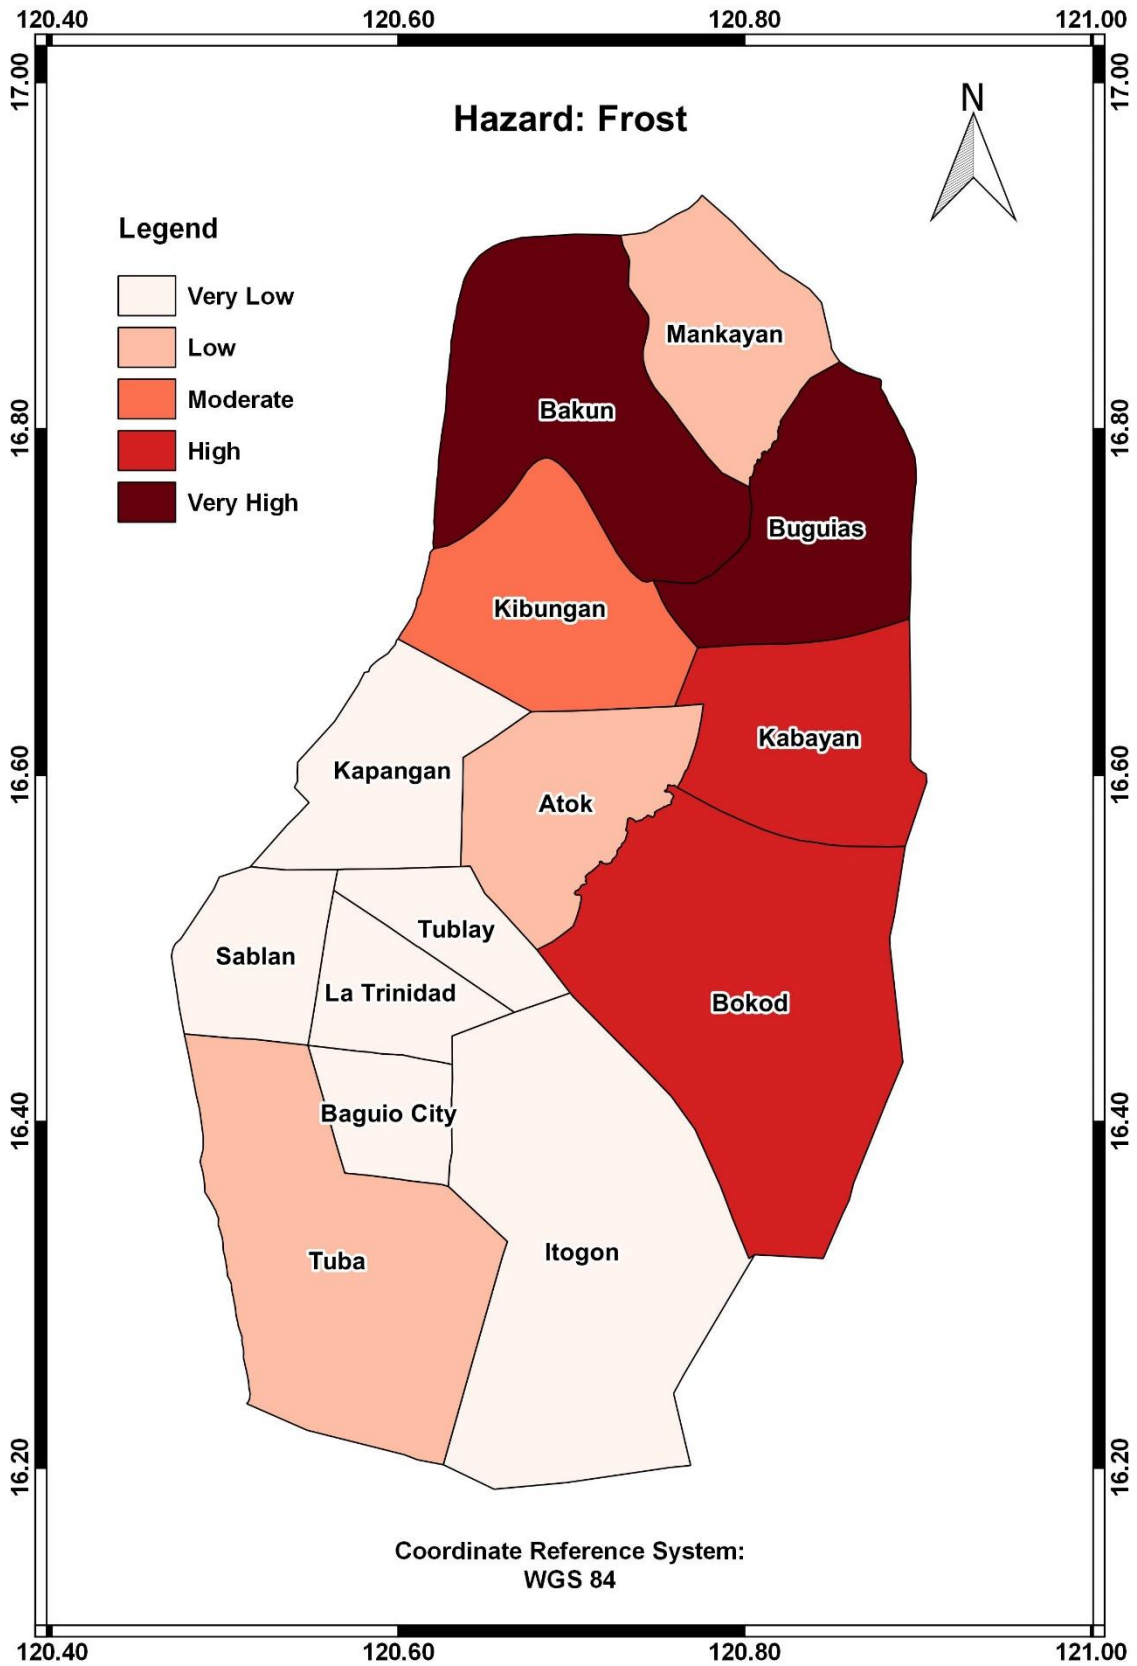 120.40 120.60 120.80 121.00
17.00 17.00
Hazard: Frost
N
Legend
Very Low
Low
Moderate
High
Very High
Mankayan
Bakun
16.80 16.80
Buguias
Kibungan
Kabayan
Kapangan
16.60 16.60
Atok
Tublay
Sablan
La Trinidad
Bokod
Baguio City
16.40 16.40
Itogon
Tuba
16.20 16.20
Coordinate Reference System:
WGS 84
120.40 120.60 120.80 121.00